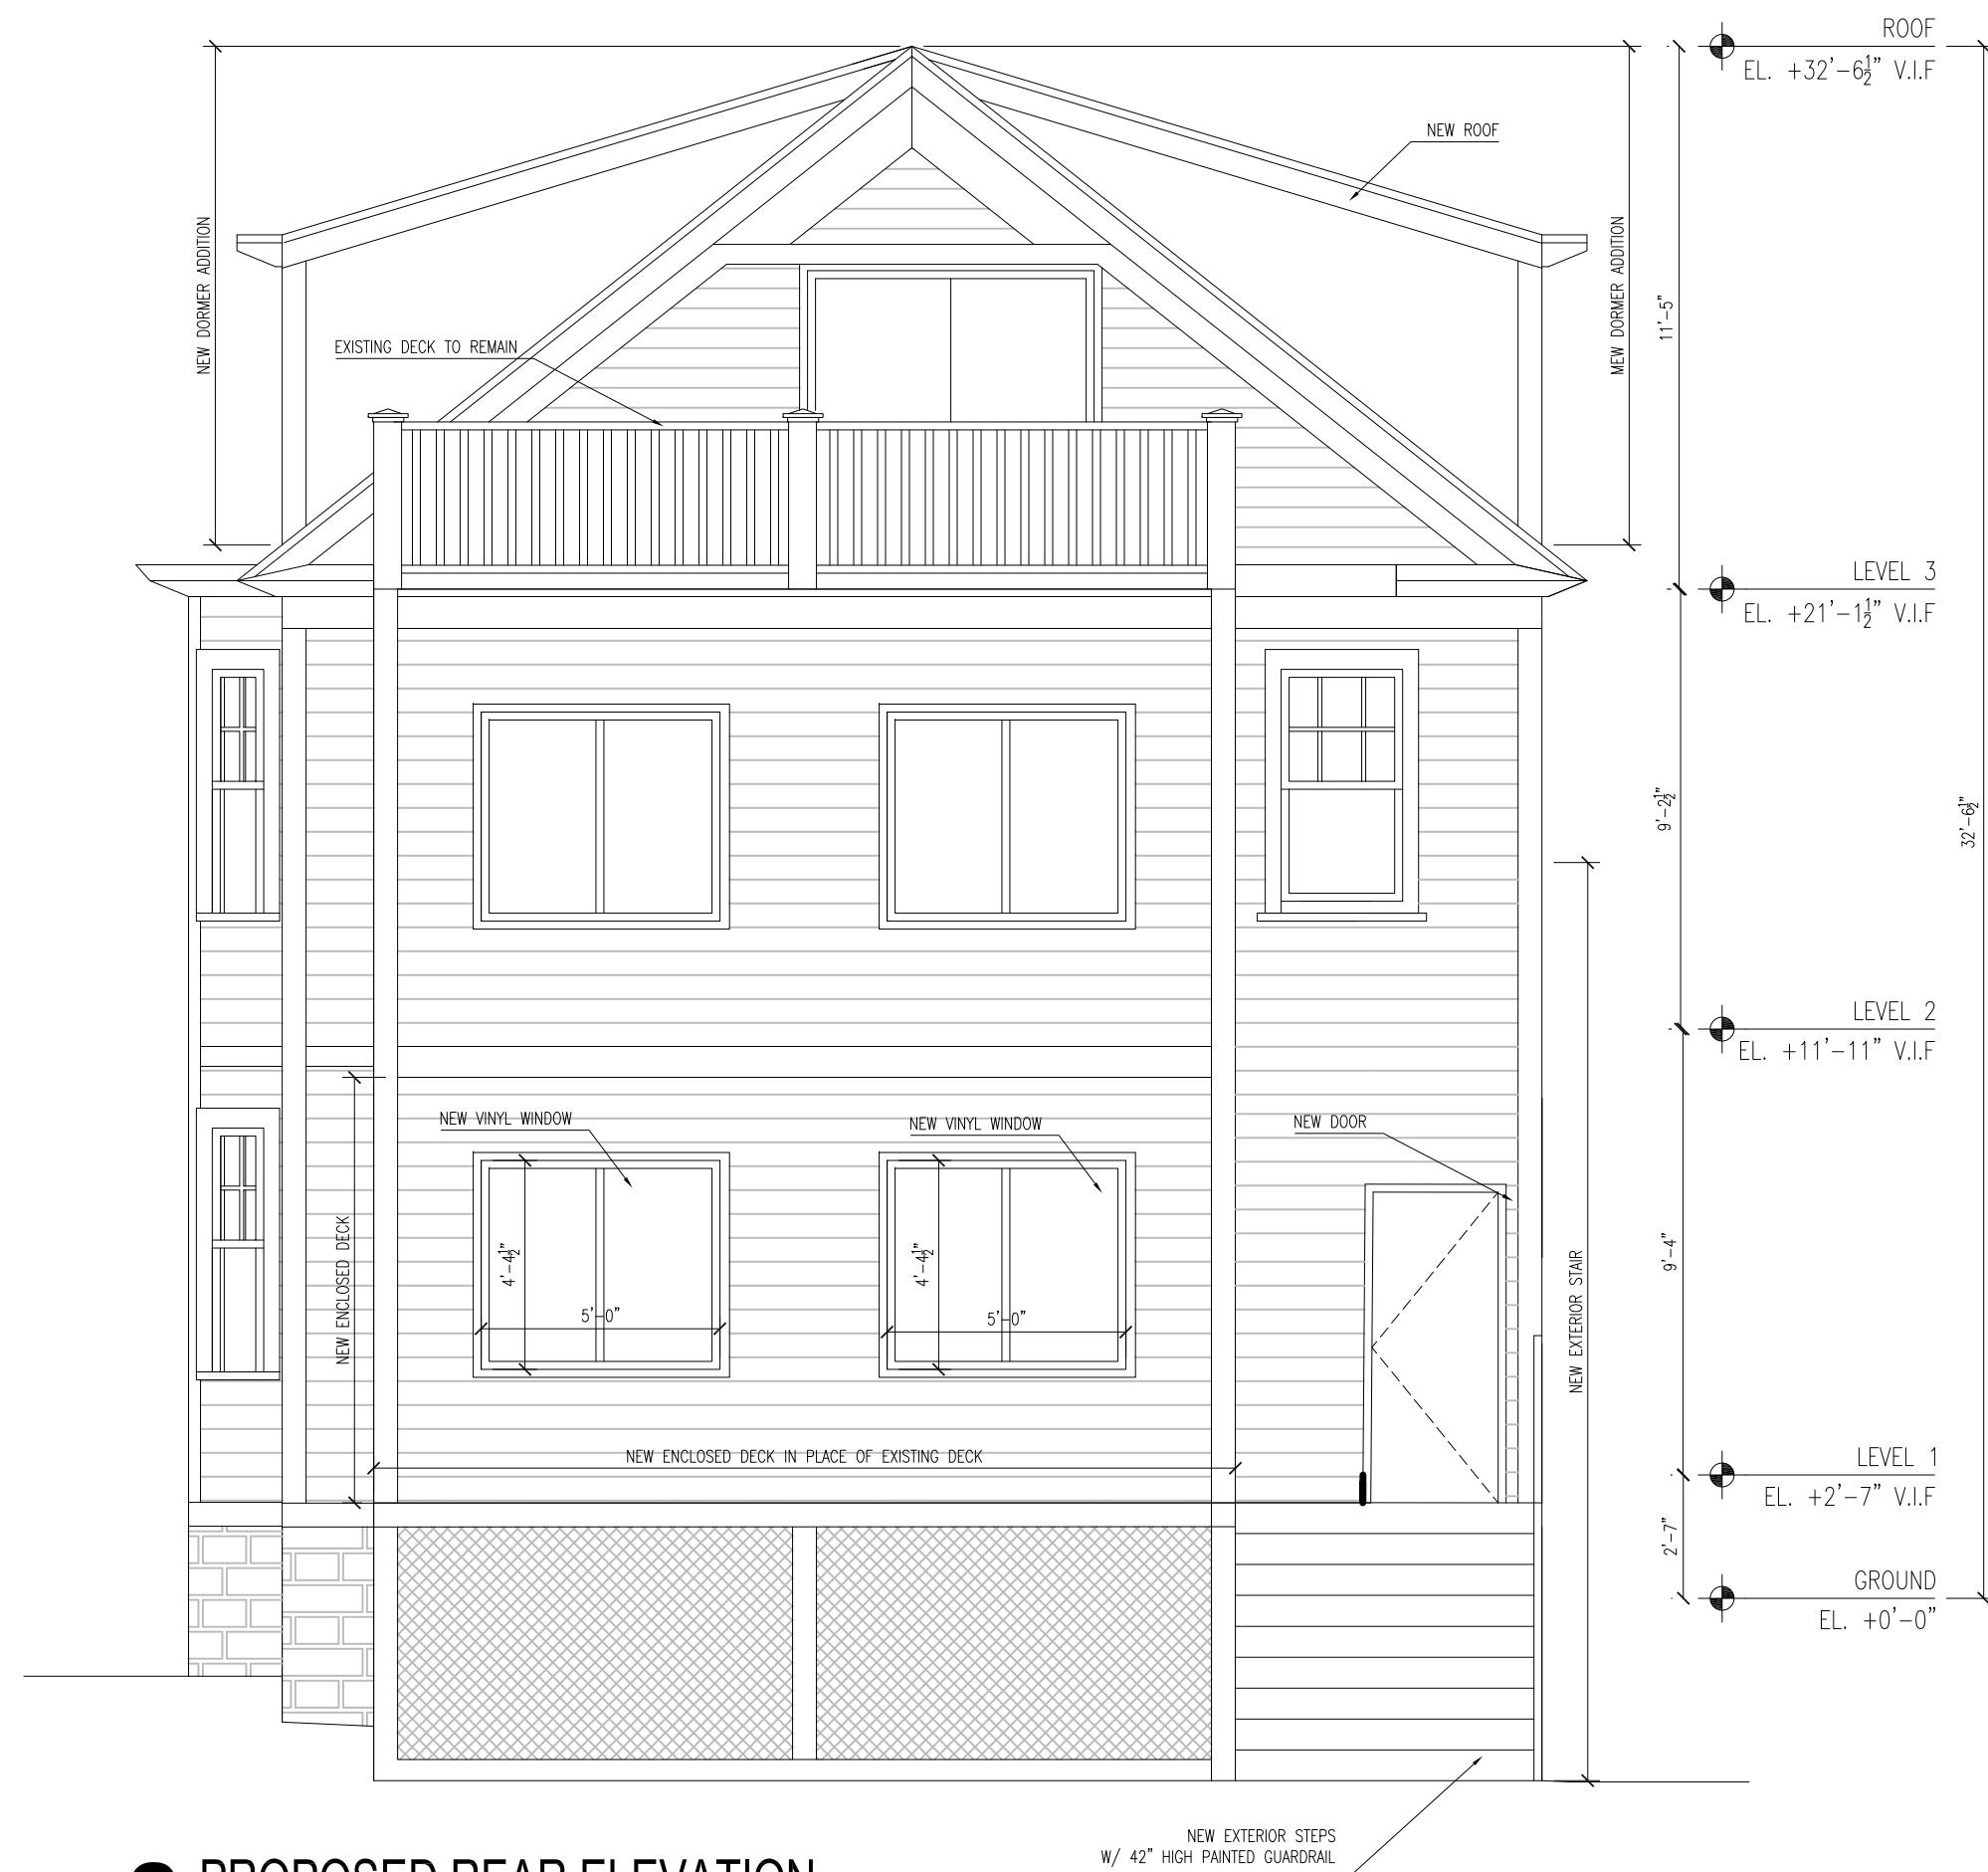 ROOF
EL. +32'-6½" V.I.F
NEW ROOF
NEW DORMER ADDITION
MEW DORMER ADDITION
11'-5"
EXISTING DECK TO REMAIN
LEVEL 3
EL. +21'-1½" V.I.F
9'-2½"
32'-6½"
LEVEL 2
EL. +11'-11" V.I.F
NEW VINYL WINDOW
NEW VINYL WINDOW
NEW DOOR
4'-4½"
4'-4½"
9'-4"
NEW ENCLOSED DECK
5'-0"
5'-0"
NEW EXTERIOR STAIR
NEW ENCLOSED DECK IN PLACE OF EXISTING DECK
LEVEL 1
EL. +2'-7" V.I.F
2'-7"
GROUND
EL. +0'-0"
NEW EXTERIOR STEPS
W/ 42" HIGH PAINTED GUARDRAIL
PROPOSED REAR ELEVATION